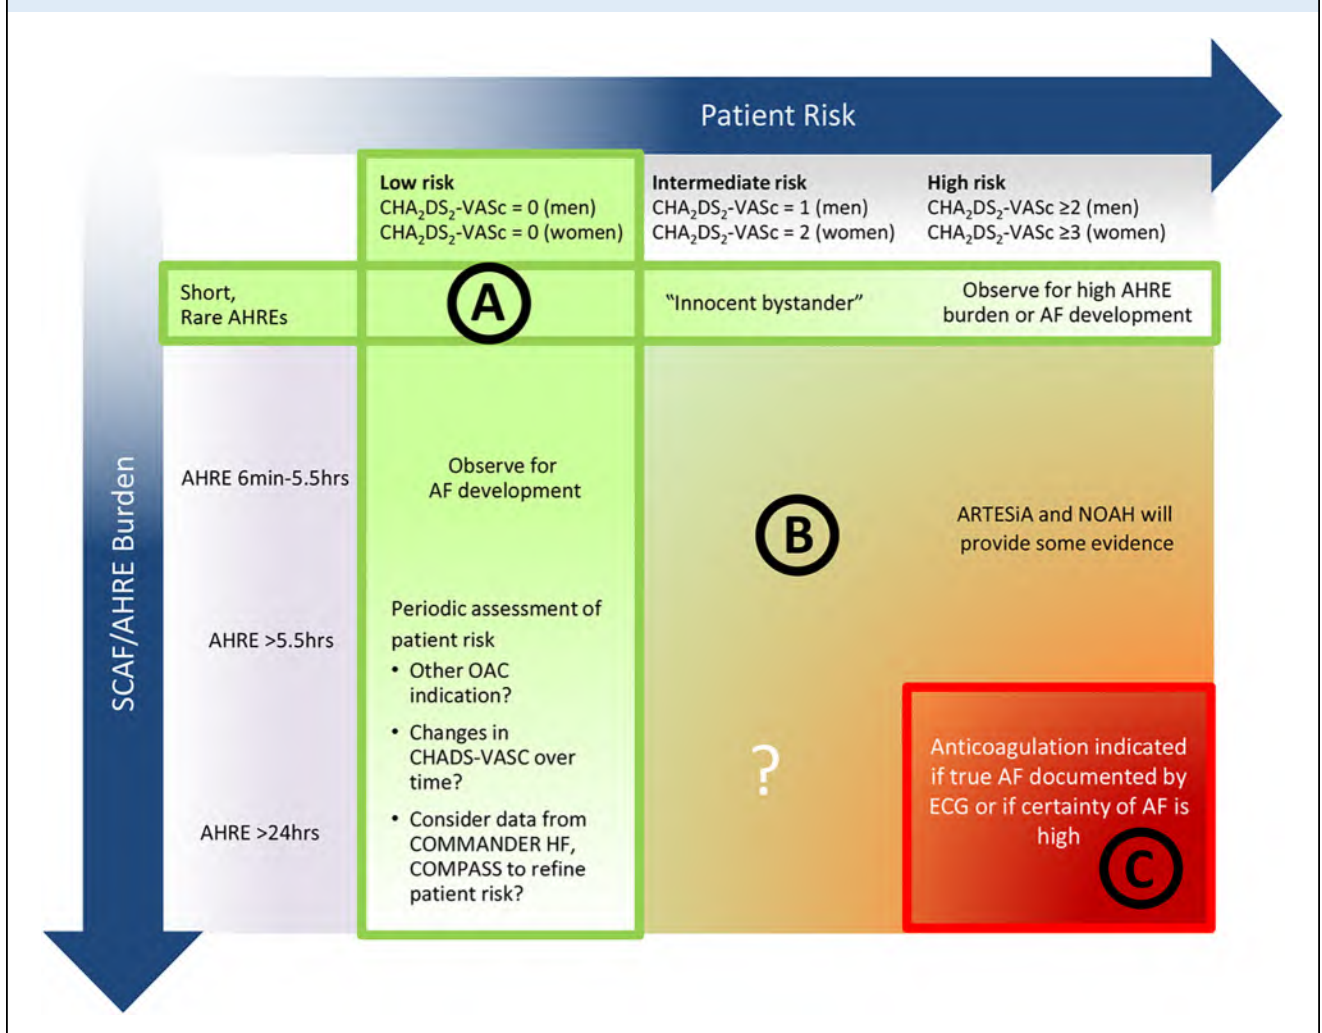 Patient Risk
Low risk
CHA₂DS₂-VASc = 0 (men)
CHA₂DS₂-VASc = 0 (women)
Intermediate risk
CHA₂DS₂-VASc = 1 (men)
CHA₂DS₂-VASc = 2 (women)
High risk
CHA₂DS₂-VASc ≥2 (men)
CHA₂DS₂-VASc ≥3 (women)
SCAF/AHRE Burden
Short,
Rare AHREs
A
“Innocent bystander”
Observe for high AHRE
burden or AF development
AHRE 6min-5.5hrs
Observe for
AF development
B
ARTESiA and NOAH will
provide some evidence
AHRE >5.5hrs
Periodic assessment of
patient risk
• Other OAC
indication?
• Changes in
CHADS-VASC over
time?
• Consider data from
COMMANDER HF,
COMPASS to refine
patient risk?
AHRE >24hrs
?
Anticoagulation indicated
if true AF documented by
ECG or if certainty of AF is
high
C